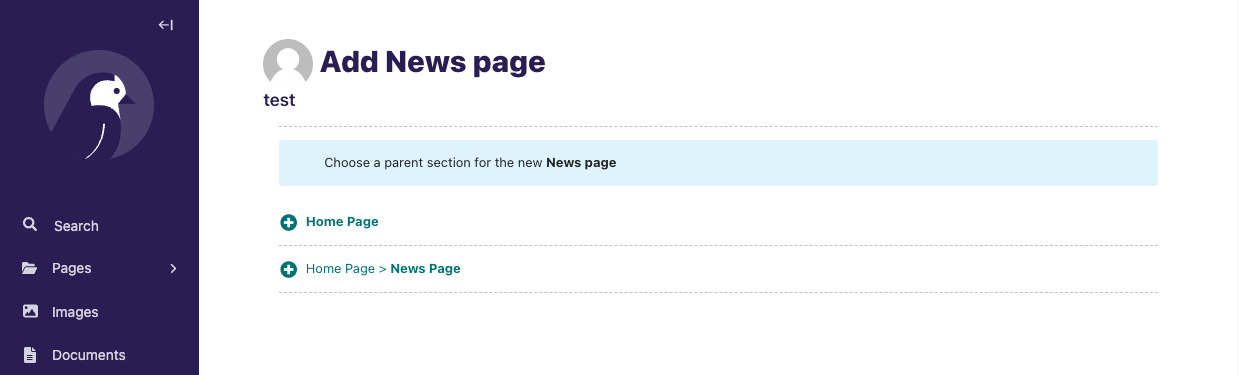 Add News page
test
Choose a parent section for the new News page
Home Page
Home Page > News Page
Search
Pages
Images
Documents